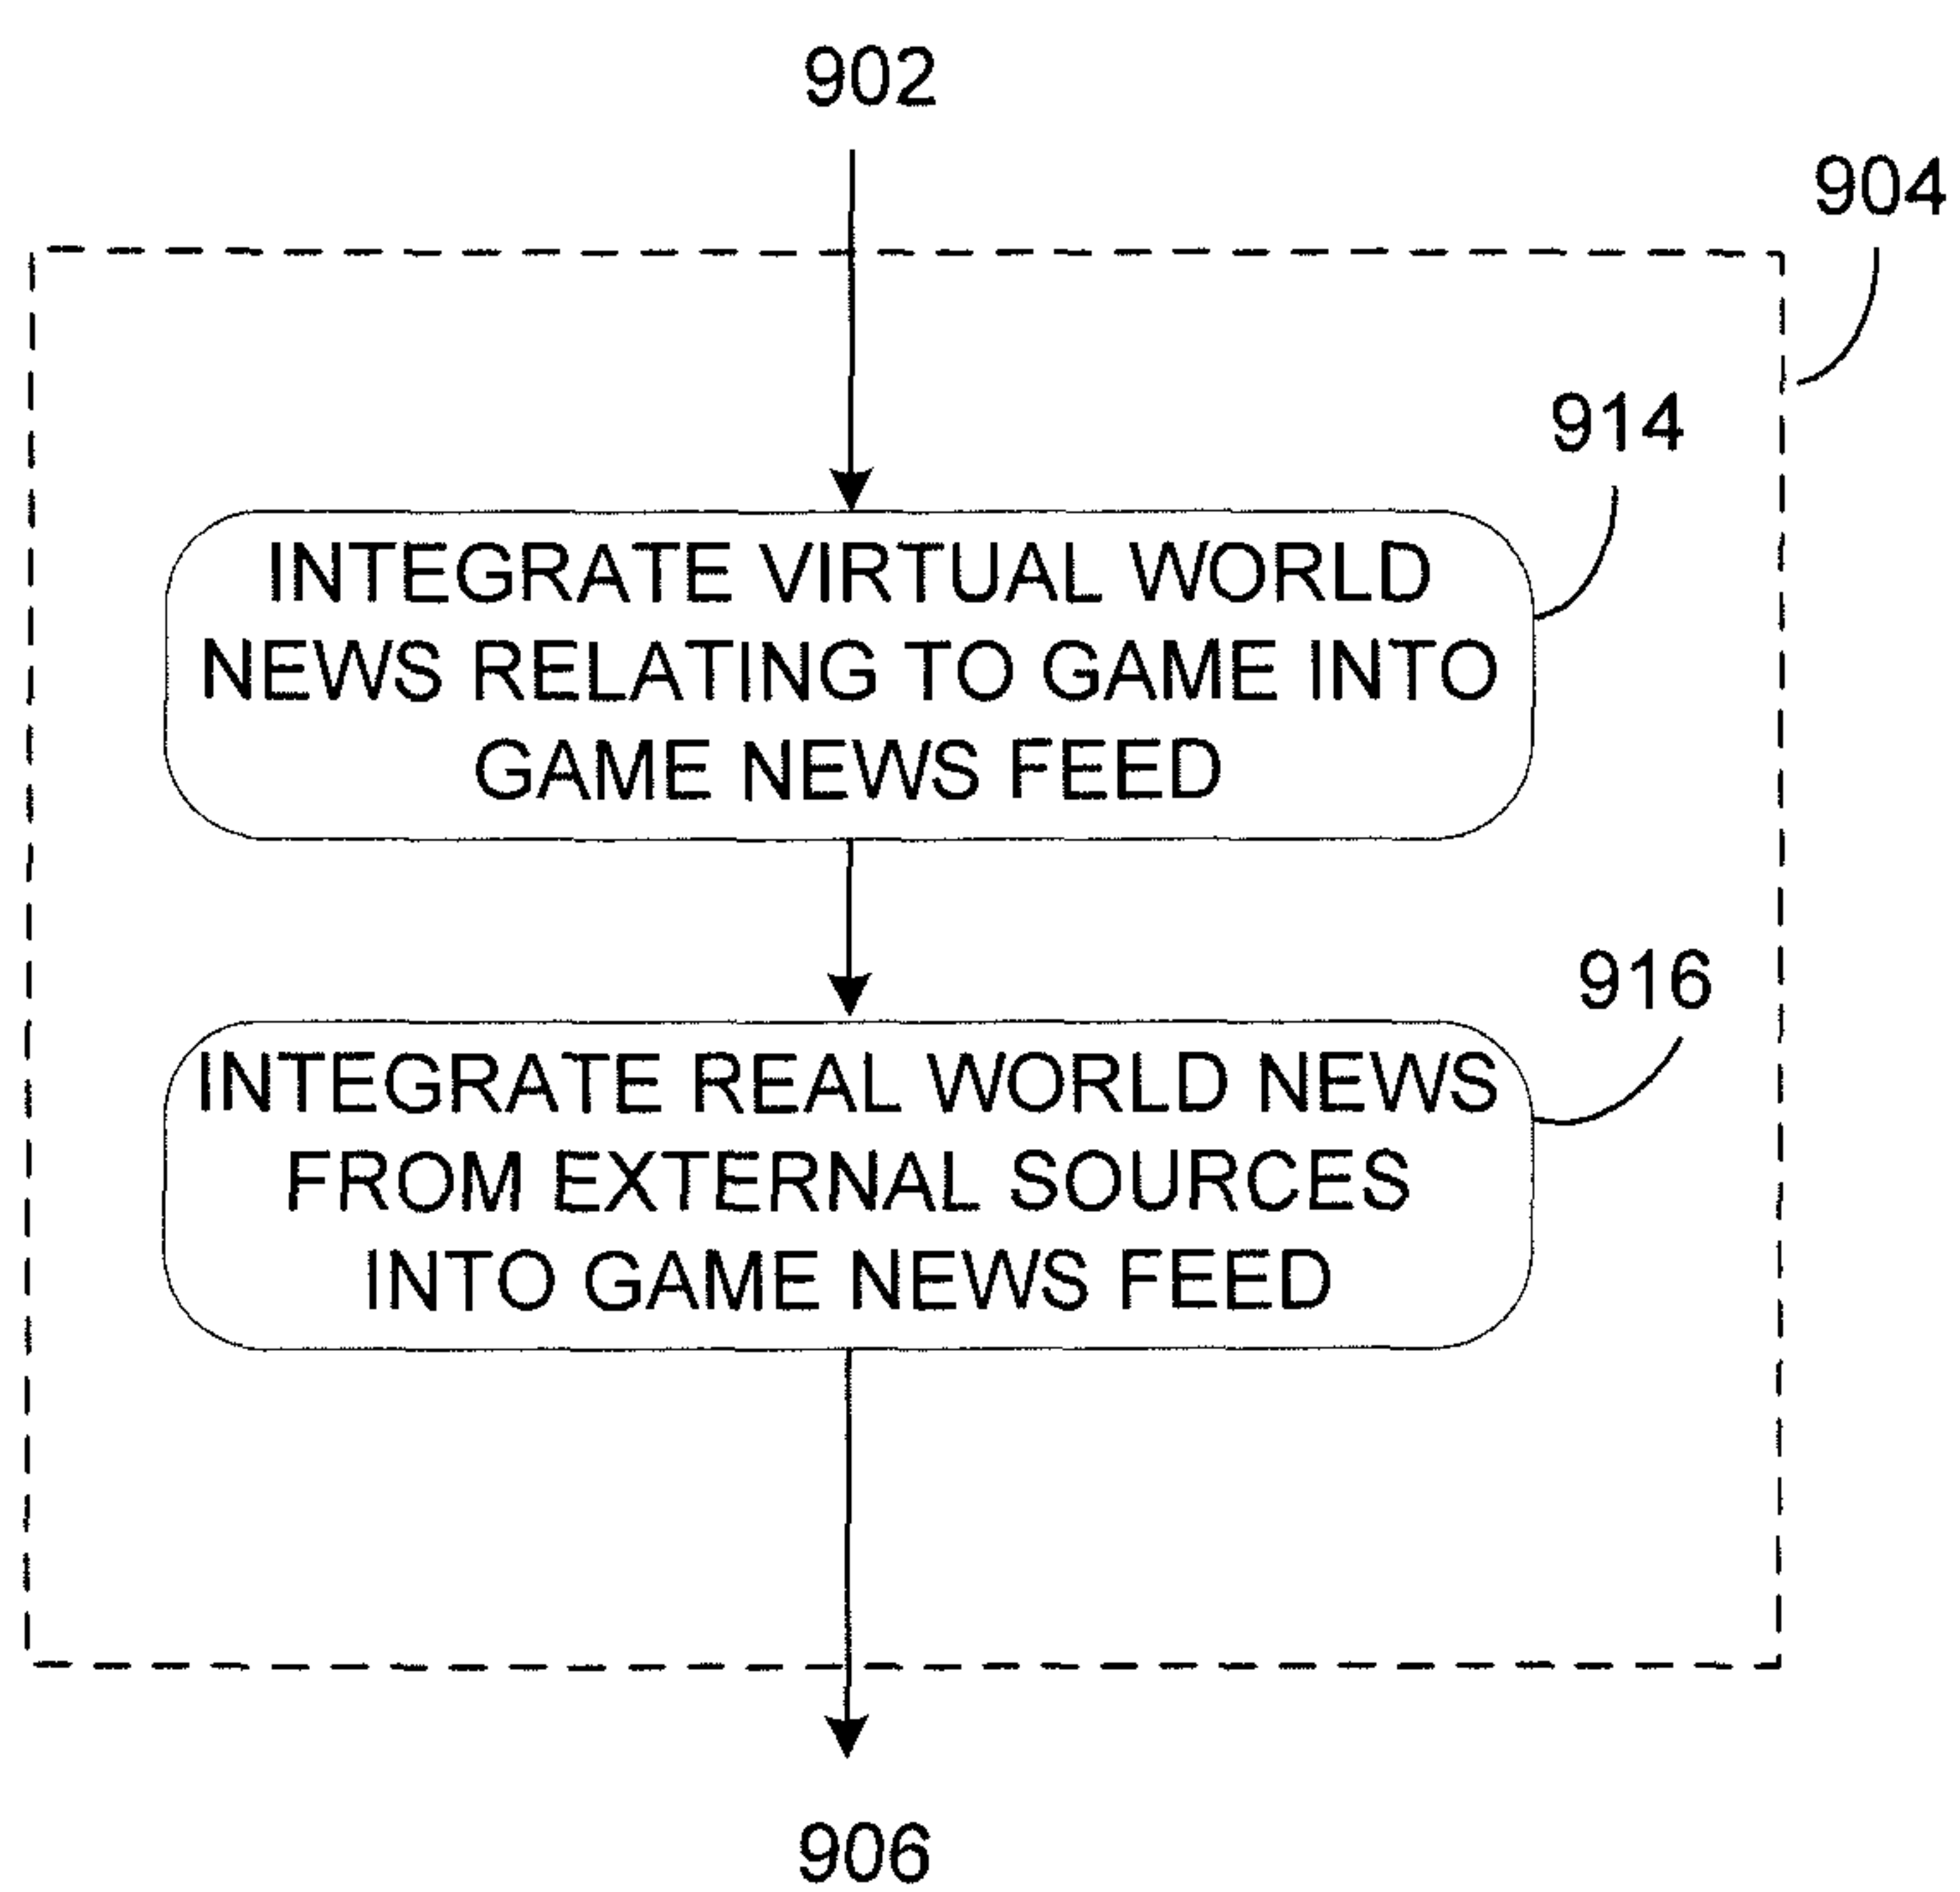 902
904
914
INTEGRATE VIRTUAL WORLD
NEWS RELATING TO GAME INTO
GAME NEWS FEED
916
INTEGRATE REAL WORLD NEWS
FROM EXTERNAL SOURCES
INTO GAME NEWS FEED
906